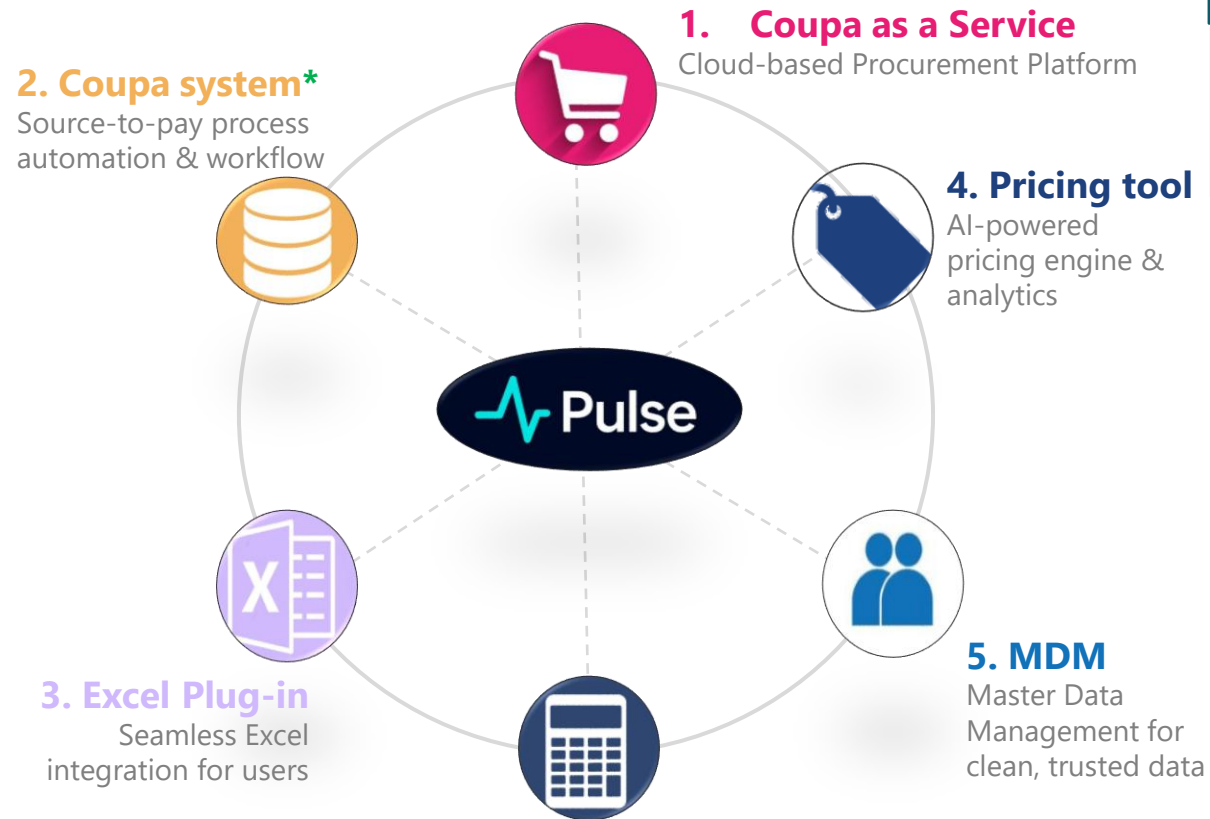 1. Coupa as a Service
Cloud-based Procurement Platform
2. Coupa system*
Source-to-pay process
automation & workflow
4. Pricing tool
AI-powered
pricing engine &
analytics
Pulse
X
3. Excel Plug-in
Seamless Excel
integration for users
5. MDM
Master Data
Management for
clean, trusted data